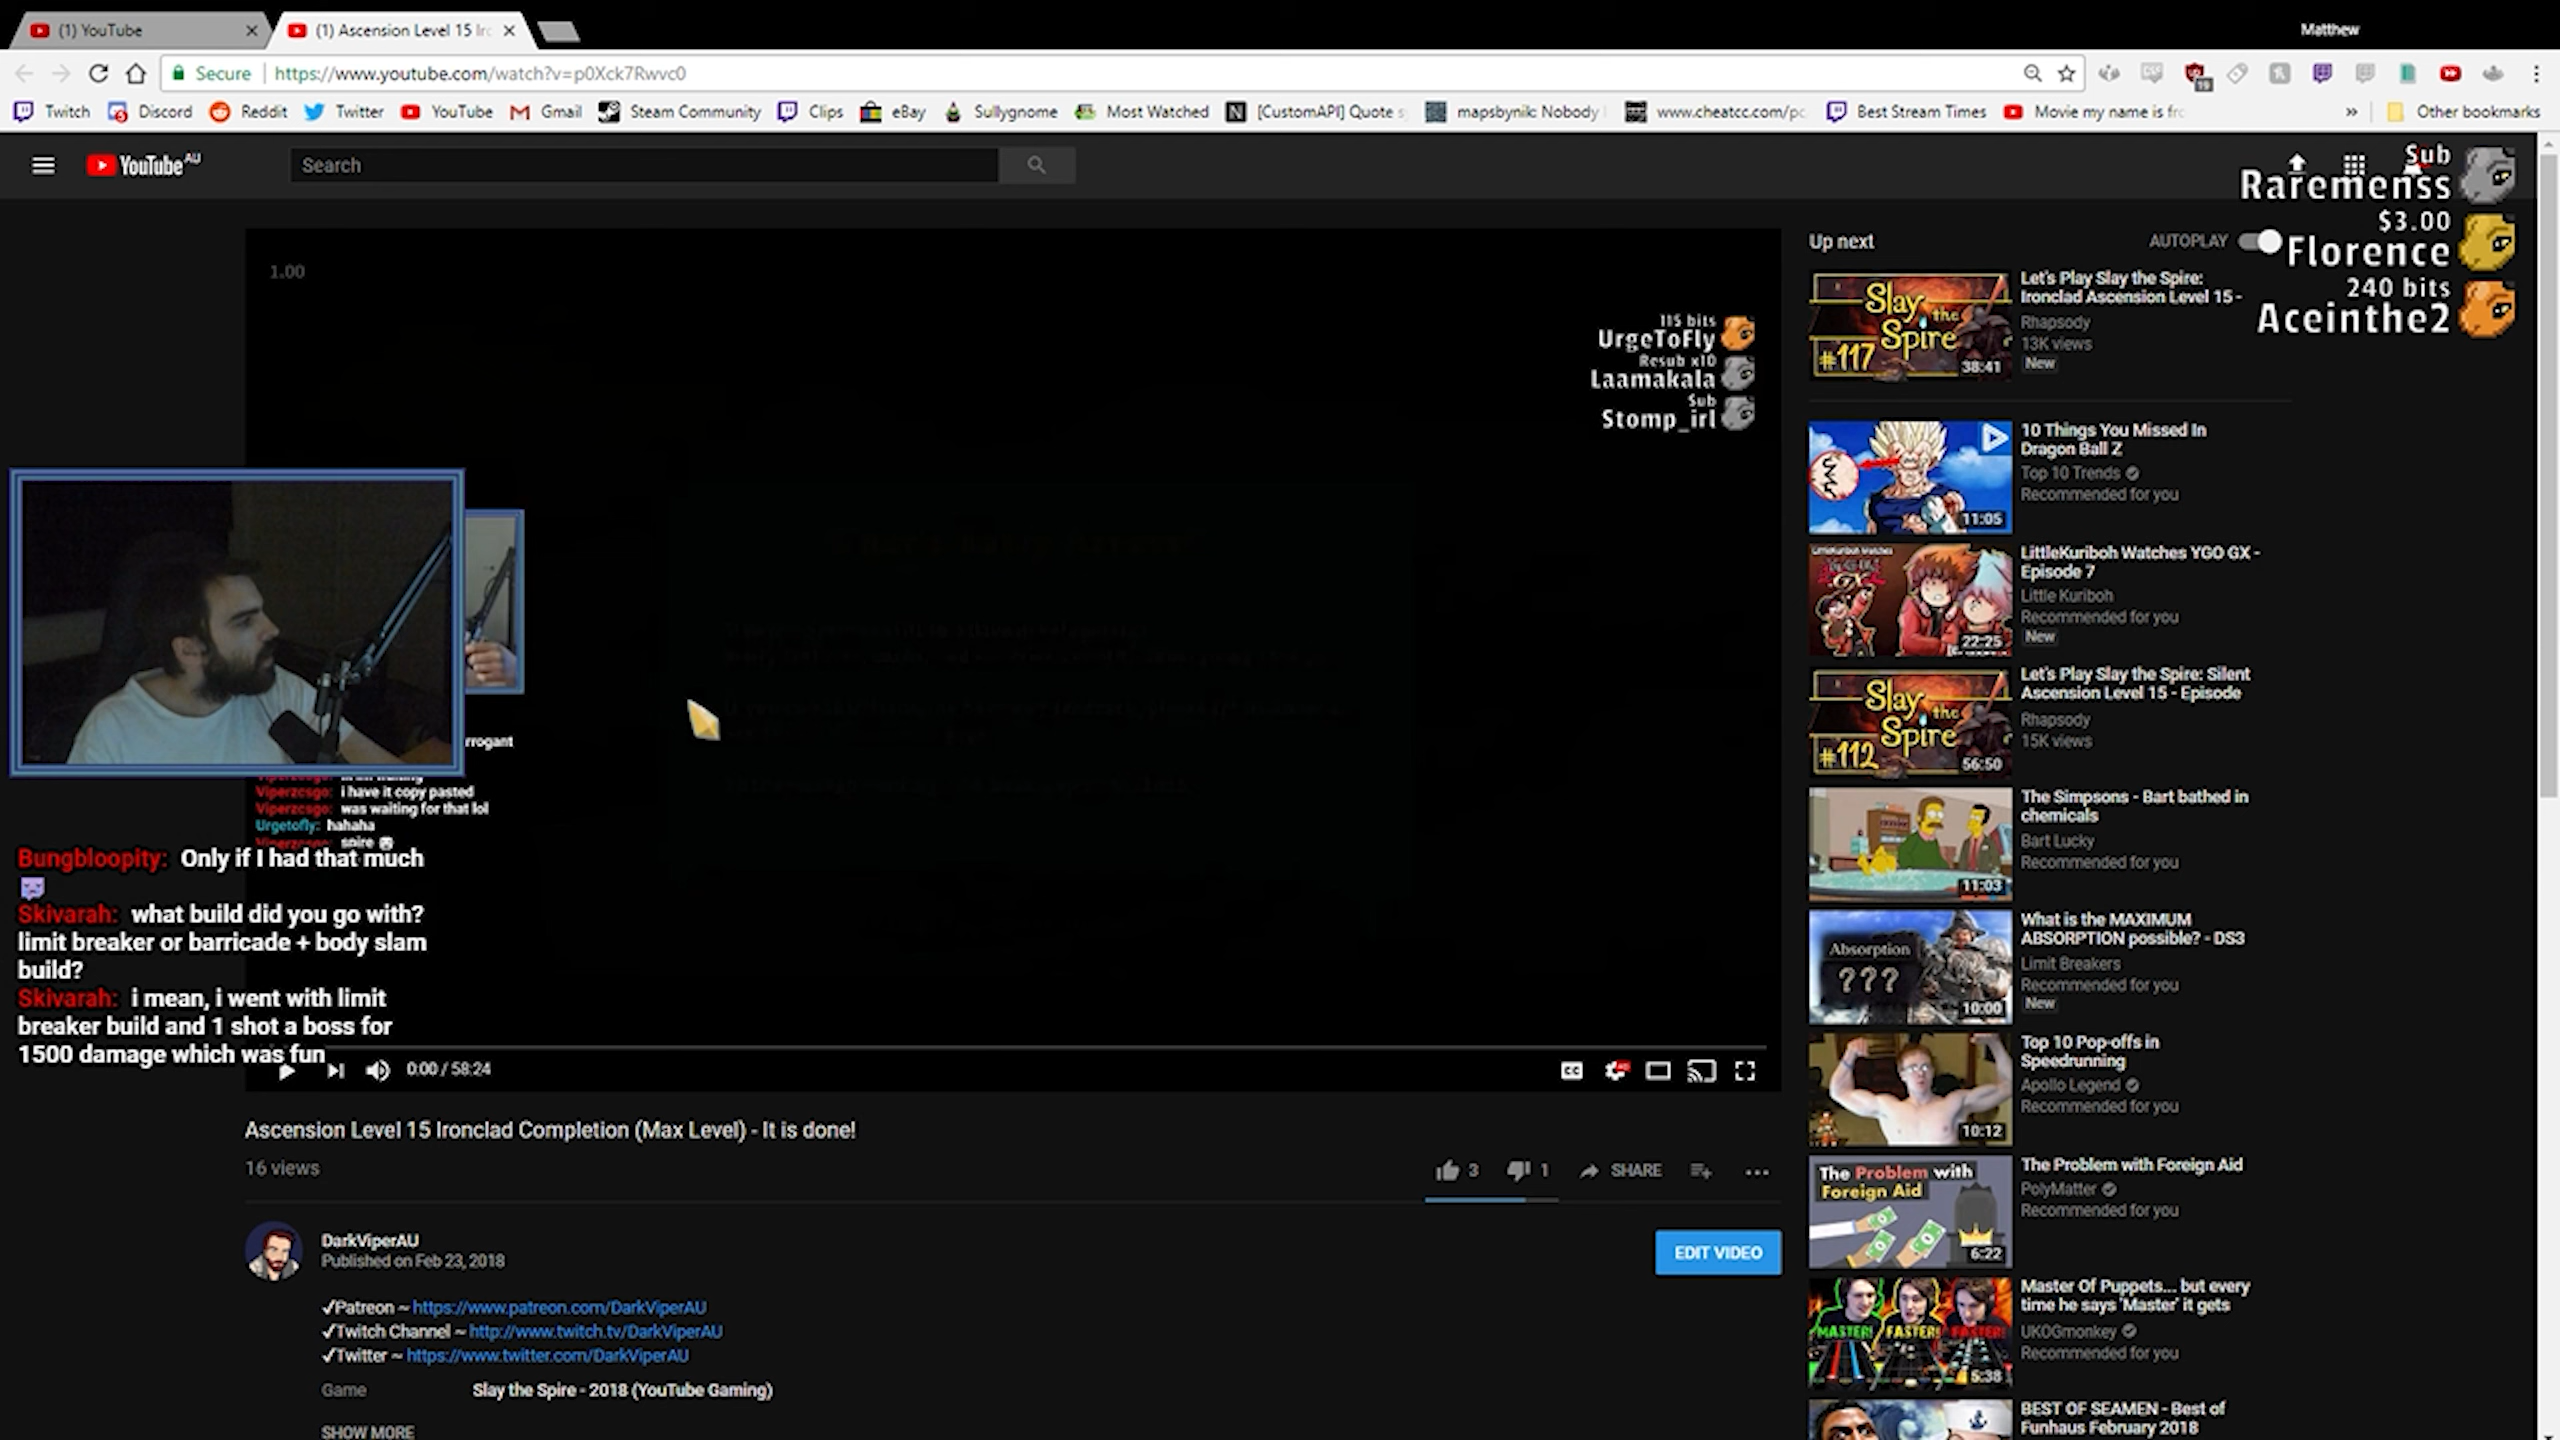 (1) YouTube
(1) Ascension Level 15 Iro
Matthew
Secure
https://www.youtube.com/watch?v=p0Xck7Rwvc0
Twitch
Discord
Reddit
Twitter
YouTube
Gmail
Steam Community
Clips
eBay
Sullygnome
Most Watched
[CustomAPI] Quote s
mapsbynik: Nobody
www.cheatcc.com/pc
Best Stream Times
Movie my name is fr
Other bookmarks
YouTube AU
Search
Sub
Raremenss
$3.00
Florence
240 bits
Aceinthe2
1.00
115 bits
UrgeToFly
Resub x10
Laamakala
Sub
Stomp_irl
rrogant
Viperzcsgo: i have it copy pasted
Viperzcsgo: was waiting for that lol
Urgetofly: hahaha
Viperzcsgo: spire
Bungbloopity: Only if I had that much
Skivarah: what build did you go with?
limit breaker or barricade + body slam
build?
Skivarah: i mean, i went with limit
breaker build and 1 shot a boss for
1500 damage which was fun
0:00 / 58:24
CC
Ascension Level 15 Ironclad Completion (Max Level) - It is done!
16 views
3
1
SHARE
DarkViperAU
Published on Feb 23, 2018
EDIT VIDEO
✓Patreon ~ https://www.patreon.com/DarkViperAU
✓Twitch Channel ~ http://www.twitch.tv/DarkViperAU
✓Twitter ~ https://www.twitter.com/DarkViperAU
Game
Slay the Spire - 2018 (YouTube Gaming)
SHOW MORE
Up next
AUTOPLAY
Slay the Spire
#117
38:41
Let's Play Slay the Spire:
Ironclad Ascension Level 15 -
Rhapsody
13K views
New
11:05
10 Things You Missed In
Dragon Ball Z
Top 10 Trends
Recommended for you
GX
22:25
LittleKuriboh Watches YGO GX -
Episode 7
Little Kuriboh
Recommended for you
New
Slay the Spire
#112
56:50
Let's Play Slay the Spire: Silent
Ascension Level 15 - Episode
Rhapsody
15K views
11:03
The Simpsons - Bart bathed in
chemicals
Bart Lucky
Recommended for you
Absorption
???
10:00
What is the MAXIMUM
ABSORPTION possible? - DS3
Limit Breakers
Recommended for you
New
10:12
Top 10 Pop-offs in
Speedrunning
Apollo Legend
Recommended for you
The Problem with
Foreign Aid
6:22
The Problem with Foreign Aid
PolyMatter
Recommended for you
MASTER! FASTER! FASTER!
5:38
Master Of Puppets... but every
time he says 'Master' it gets
UKOGmonkey
Recommended for you
BEST OF SEAMEN - Best of
Funhaus February 2018